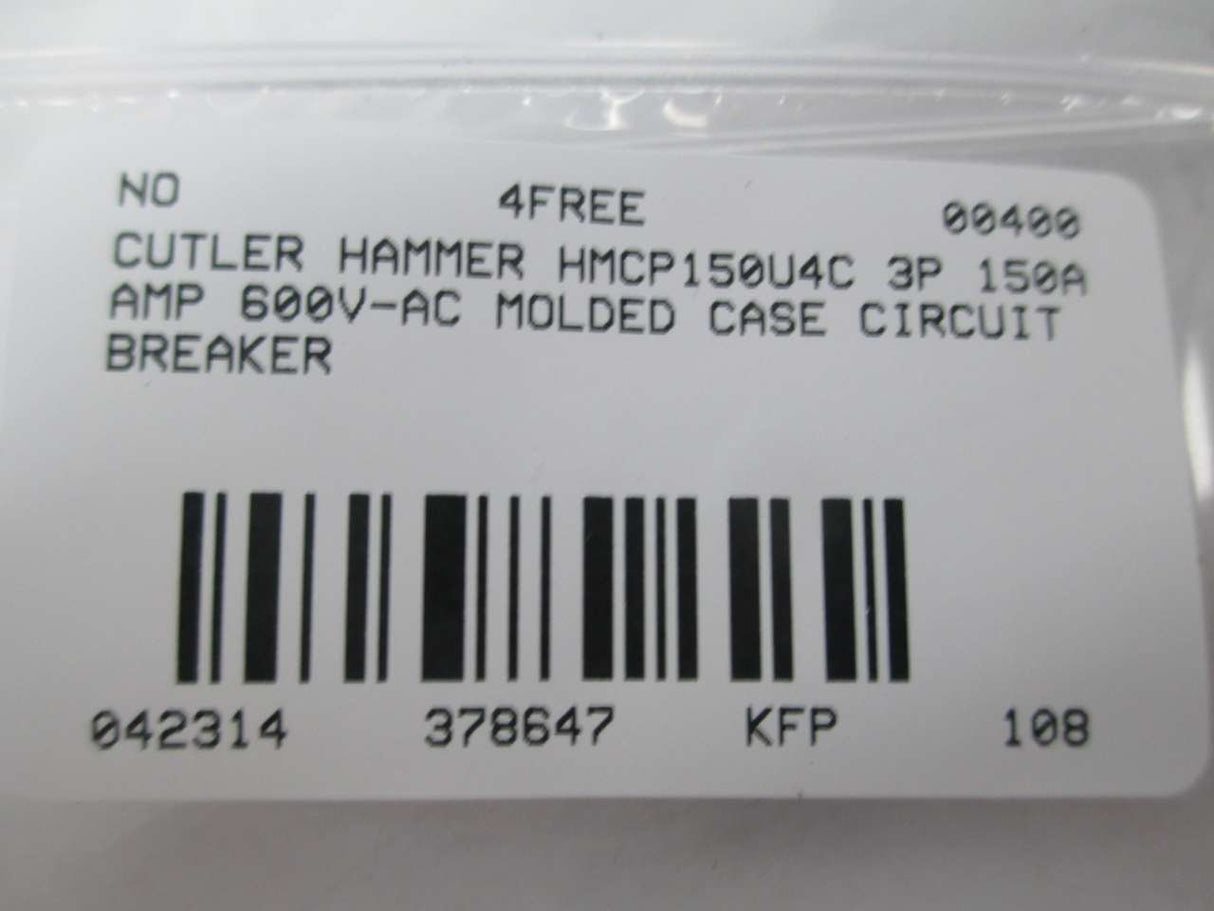 NO 4FREE 00400
CUTLER HAMMER HMCP150U4C 3P 150A
AMP 600V-AC MOLDED CASE CIRCUIT
BREAKER
042314 378647 KFP 108